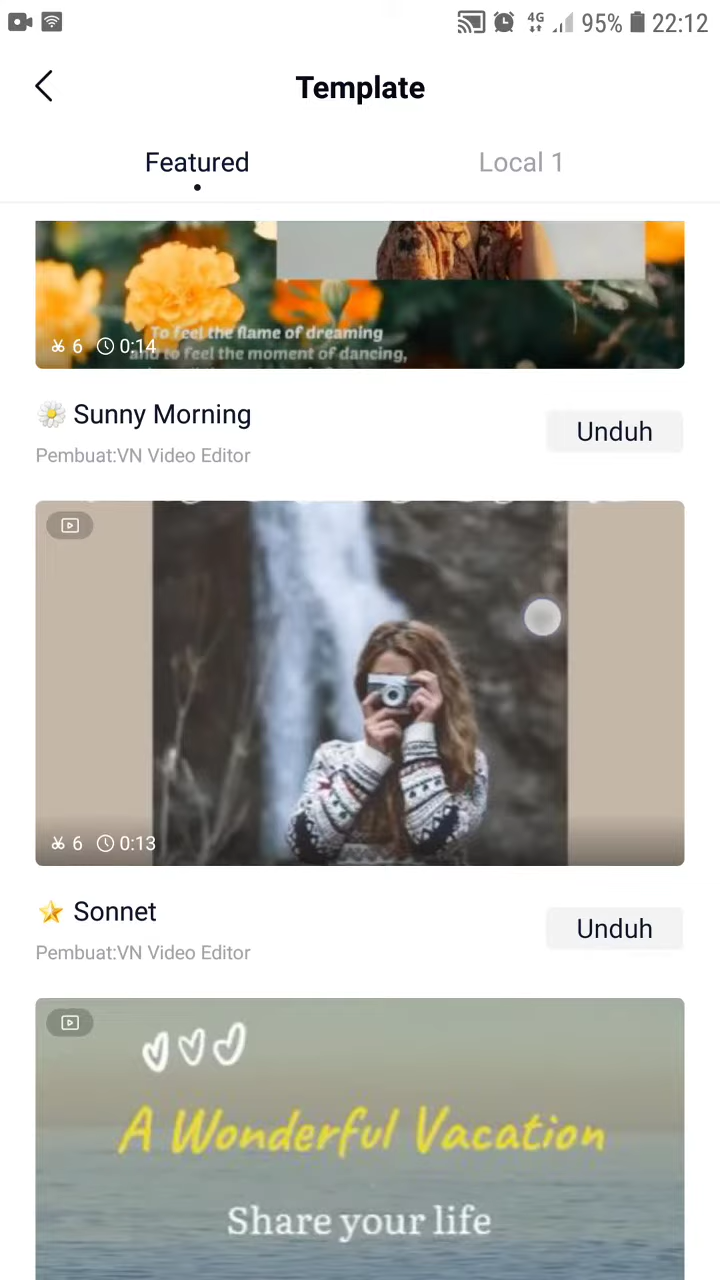 4G 95% 22:12
Template
Featured
Local 1
To feel the flame of dreaming
and to feel the moment of dancing,
6 0:14
Sunny Morning
Unduh
Pembuat:VN Video Editor
6 0:13
Sonnet
Unduh
Pembuat:VN Video Editor
A Wonderful Vacation
Share your life